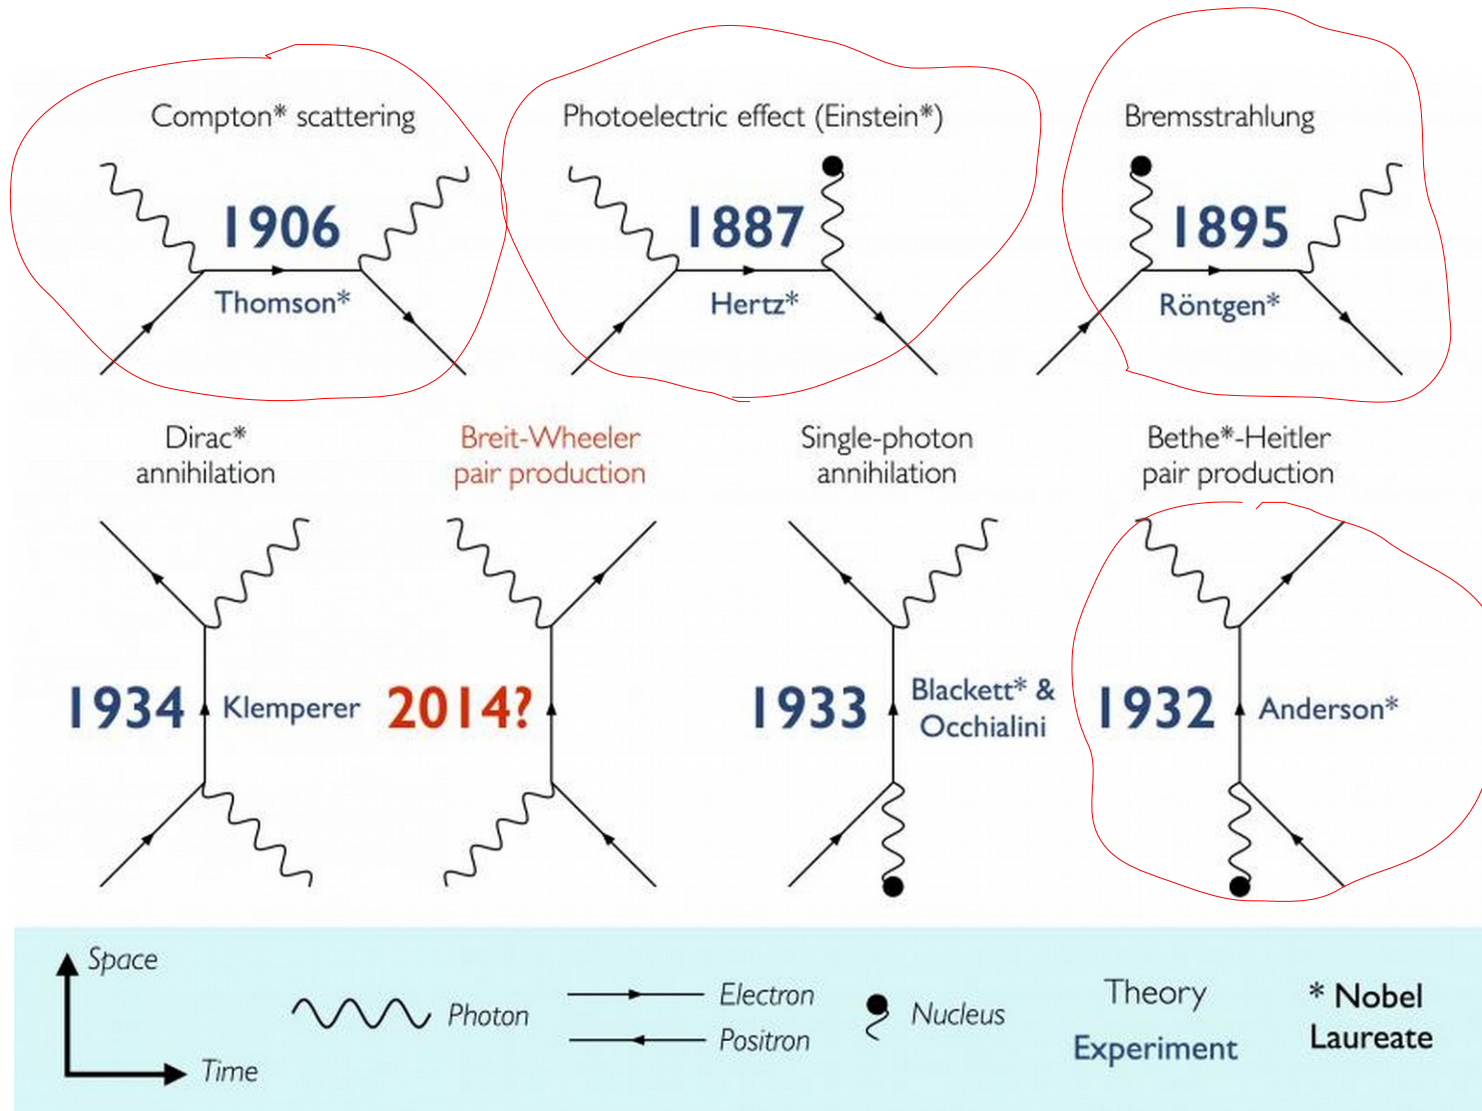 Compton* scattering
1906
Thomson*
Photoelectric effect (Einstein*)
1887
Hertz*
Bremsstrahlung
1895
Röntgen*
Dirac*
annihilation
1934
Klemperer
Breit-Wheeler
pair production
2014?
Single-photon
annihilation
1933
Blackett* &
Occhialini
Bethe*-Heitler
pair production
1932
Anderson*
Space
Time
Photon
Electron
Positron
Nucleus
Theory
Experiment
* Nobel
Laureate